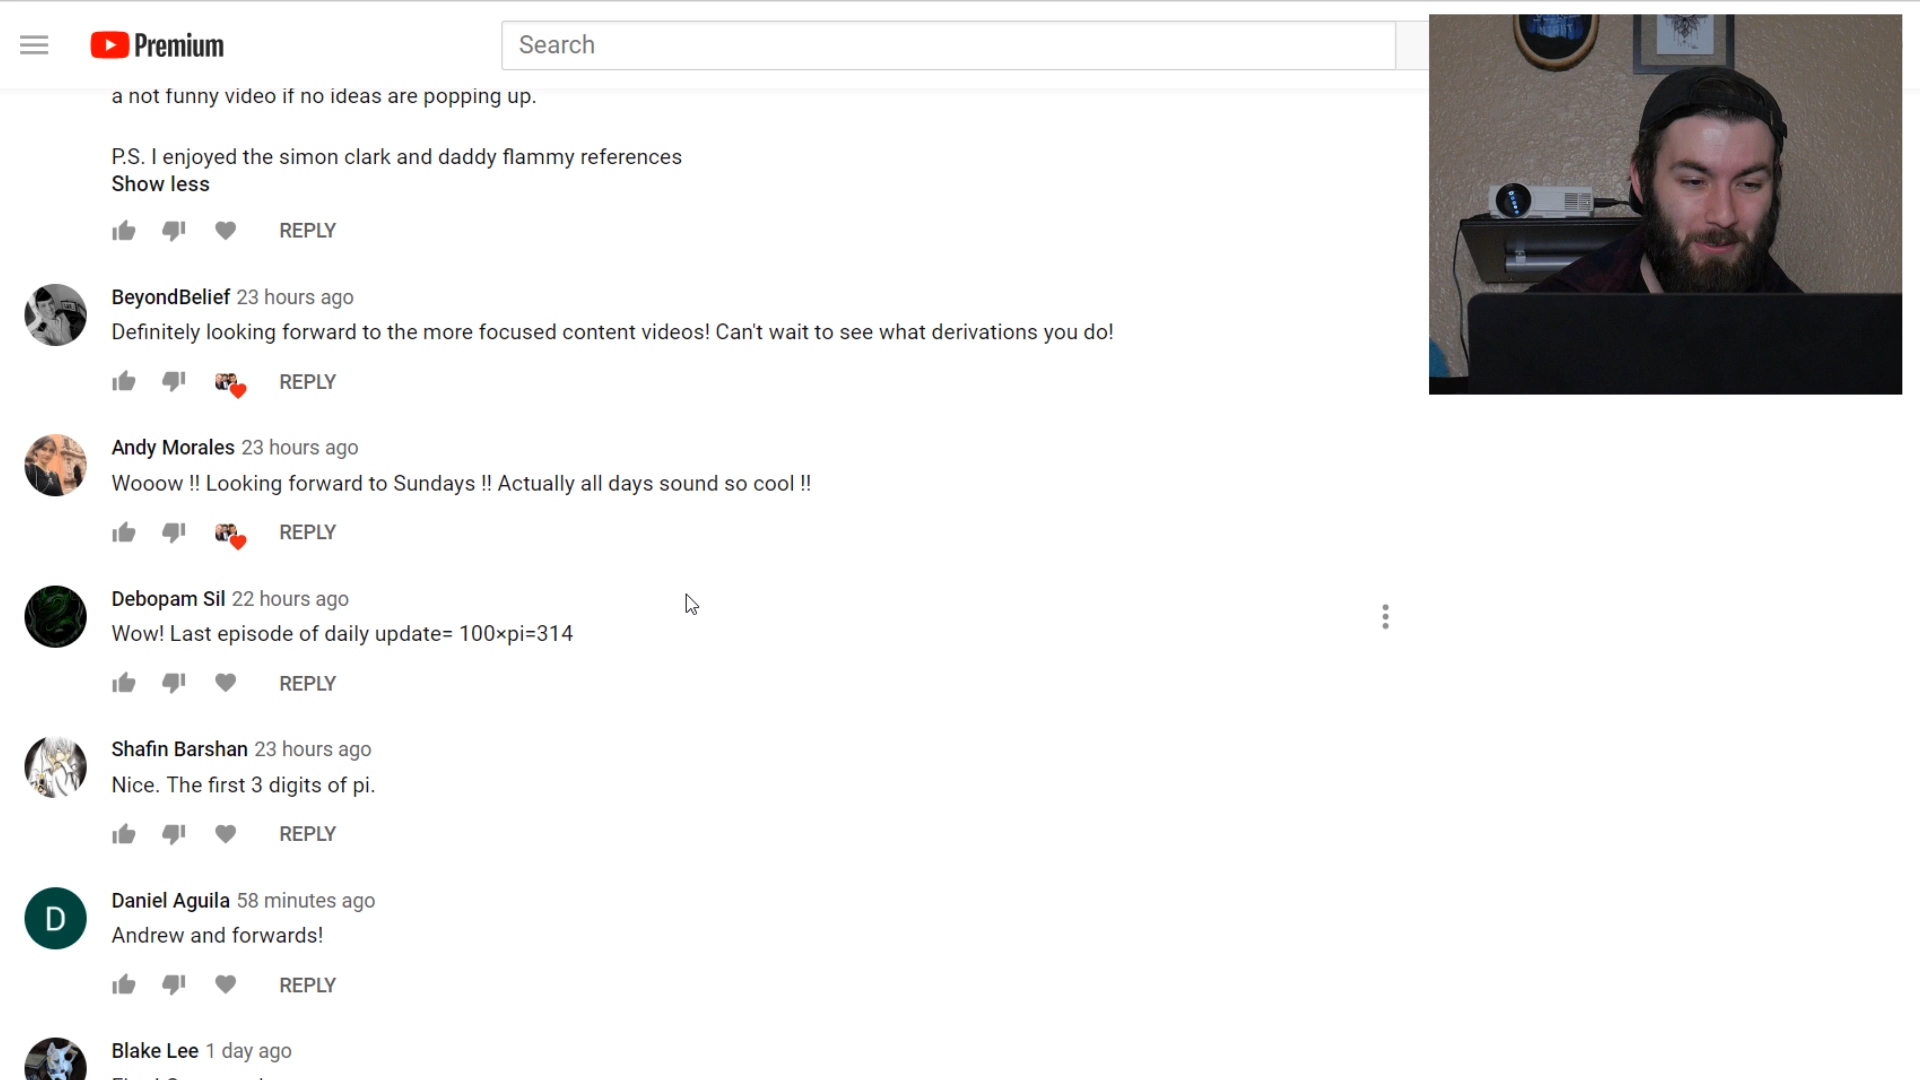 Premium
Search
a not funny video if no ideas are popping up.
P.S. I enjoyed the simon clark and daddy flammy references
Show less
REPLY
BeyondBelief 23 hours ago
Definitely looking forward to the more focused content videos! Can't wait to see what derivations you do!
REPLY
Andy Morales 23 hours ago
Wooow !! Looking forward to Sundays !! Actually all days sound so cool !!
REPLY
Debopam Sil 22 hours ago
Wow! Last episode of daily update= 100×pi=314
REPLY
Shafin Barshan 23 hours ago
Nice. The first 3 digits of pi.
REPLY
Daniel Aguila 58 minutes ago
D
Andrew and forwards!
REPLY
Blake Lee 1 day ago